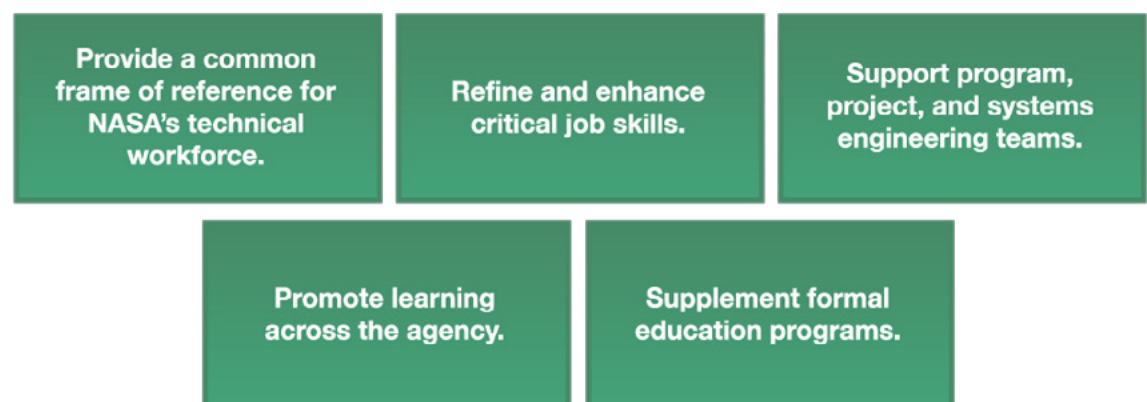 Provide a common
frame of reference for
NASA's technical
workforce.
Refine and enhance
critical job skills.
Support program,
project, and systems
engineering teams.
Promote learning
across the agency.
Supplement formal
education programs.